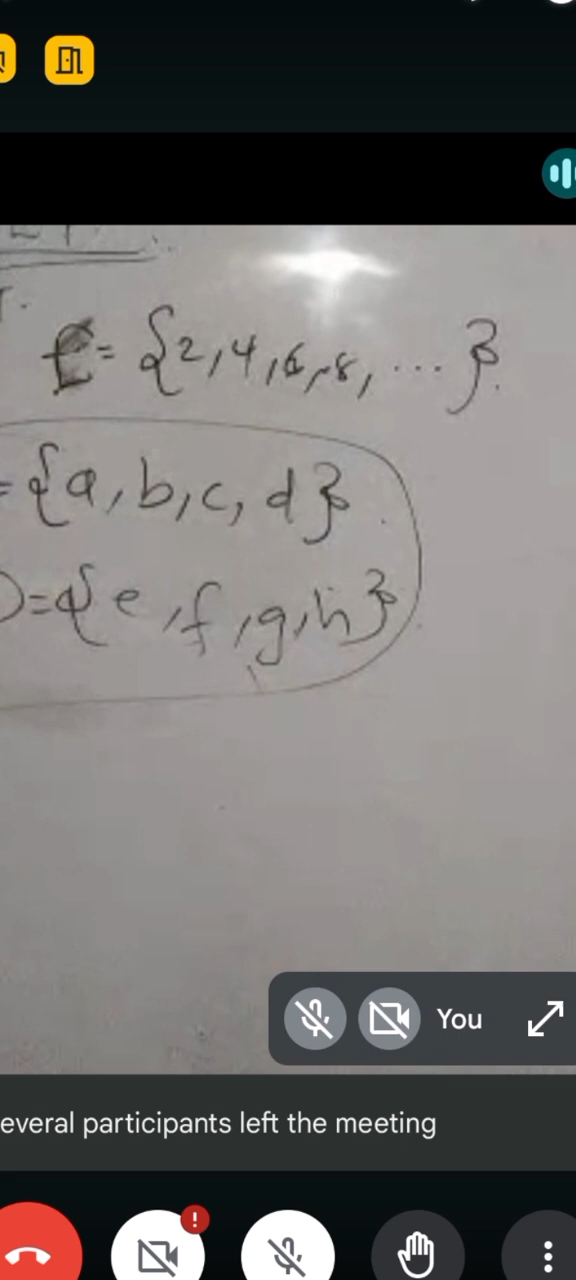 E = {2,4,6,8, ... }.
= {a, b, c, d}
D = {e, f, g, h}
You
everal participants left the meeting
!